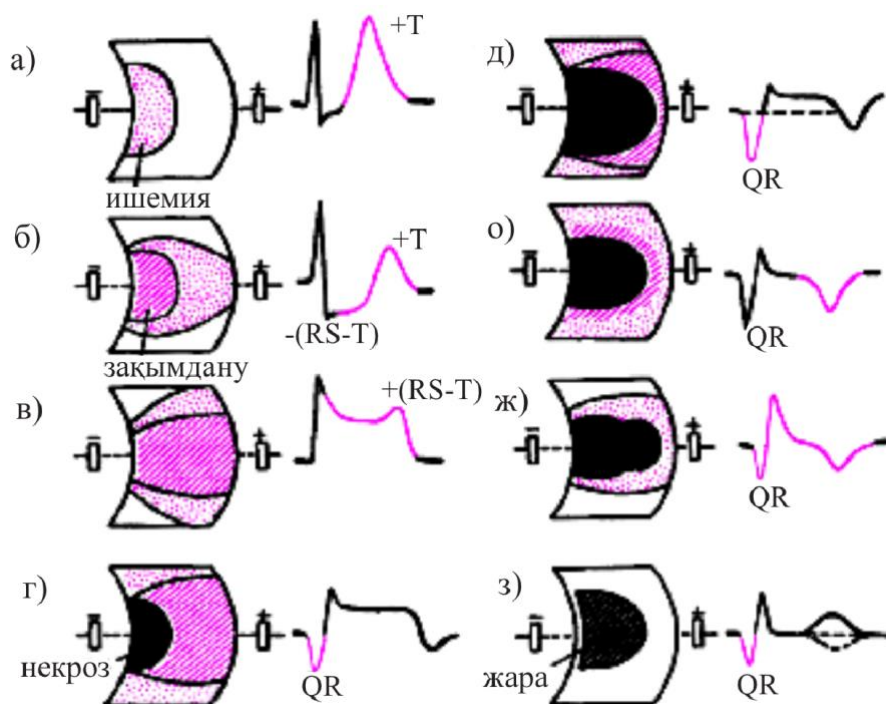 а)
+T
ишемия
б)
+T
-(RS-T)
зақымдану
в)
+(RS-T)
г)
некроз
QR
д)
QR
о)
QR
ж)
QR
з)
жара
QR